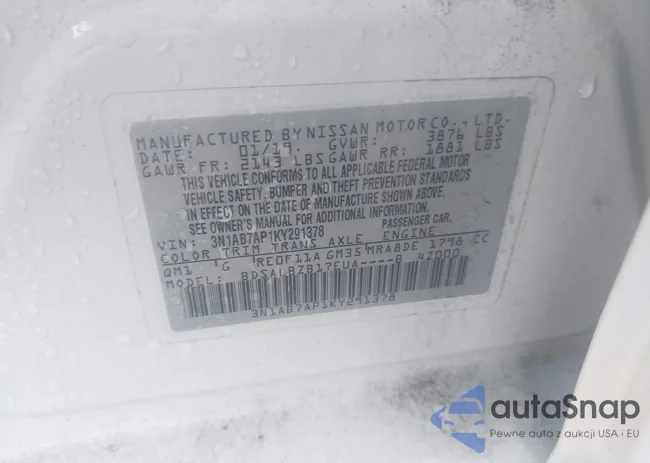 MANUFACTURED BY NISSAN MOTOR CO., LTD.
DATE: 01/19. GVWR: 3876 LBS
GAWR FR: 2143 LBS GAWR RR: 1881 LBS
THIS VEHICLE CONFORMS TO ALL APPLICABLE FEDERAL MOTOR
VEHICLE SAFETY, BUMPER AND THEFT PREVENTION STANDARDS
IN EFFECT ON THE DATE OF MANUFACTURE SHOWN ABOVE.
SEE OWNER'S MANUAL FOR ADDITIONAL INFORMATION.
VIN: 3N1AB7AP1KY291378 PASSENGER CAR.
COLOR TRIM TRANS AXLE ENGINE
QM1 G RE0F11A GM35 MRA8DE 1798 CC
MODEL: BDSALBZB17EUA----B 4Z000
3N1AB7AP1KY291378
autoSnap
Pewne auta z aukcji USA i EU